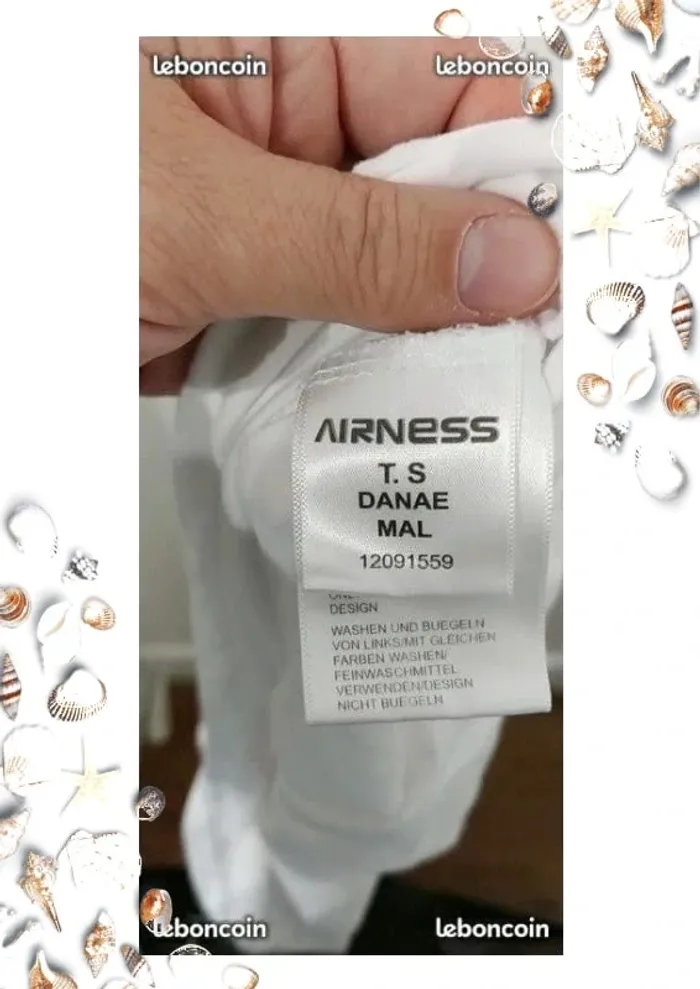 leboncoin
leboncoin
AIRNESS
T. S
DANAE
MAL
12091559
DESIGN
WASHEN UND BUEGELN
VON LINKS/MIT GLEICHEN
FARBEN WASHEN/
FEINWASCHMITTEL
VERWENDEN/DESIGN
NICHT BUEGELN
leboncoin
leboncoin